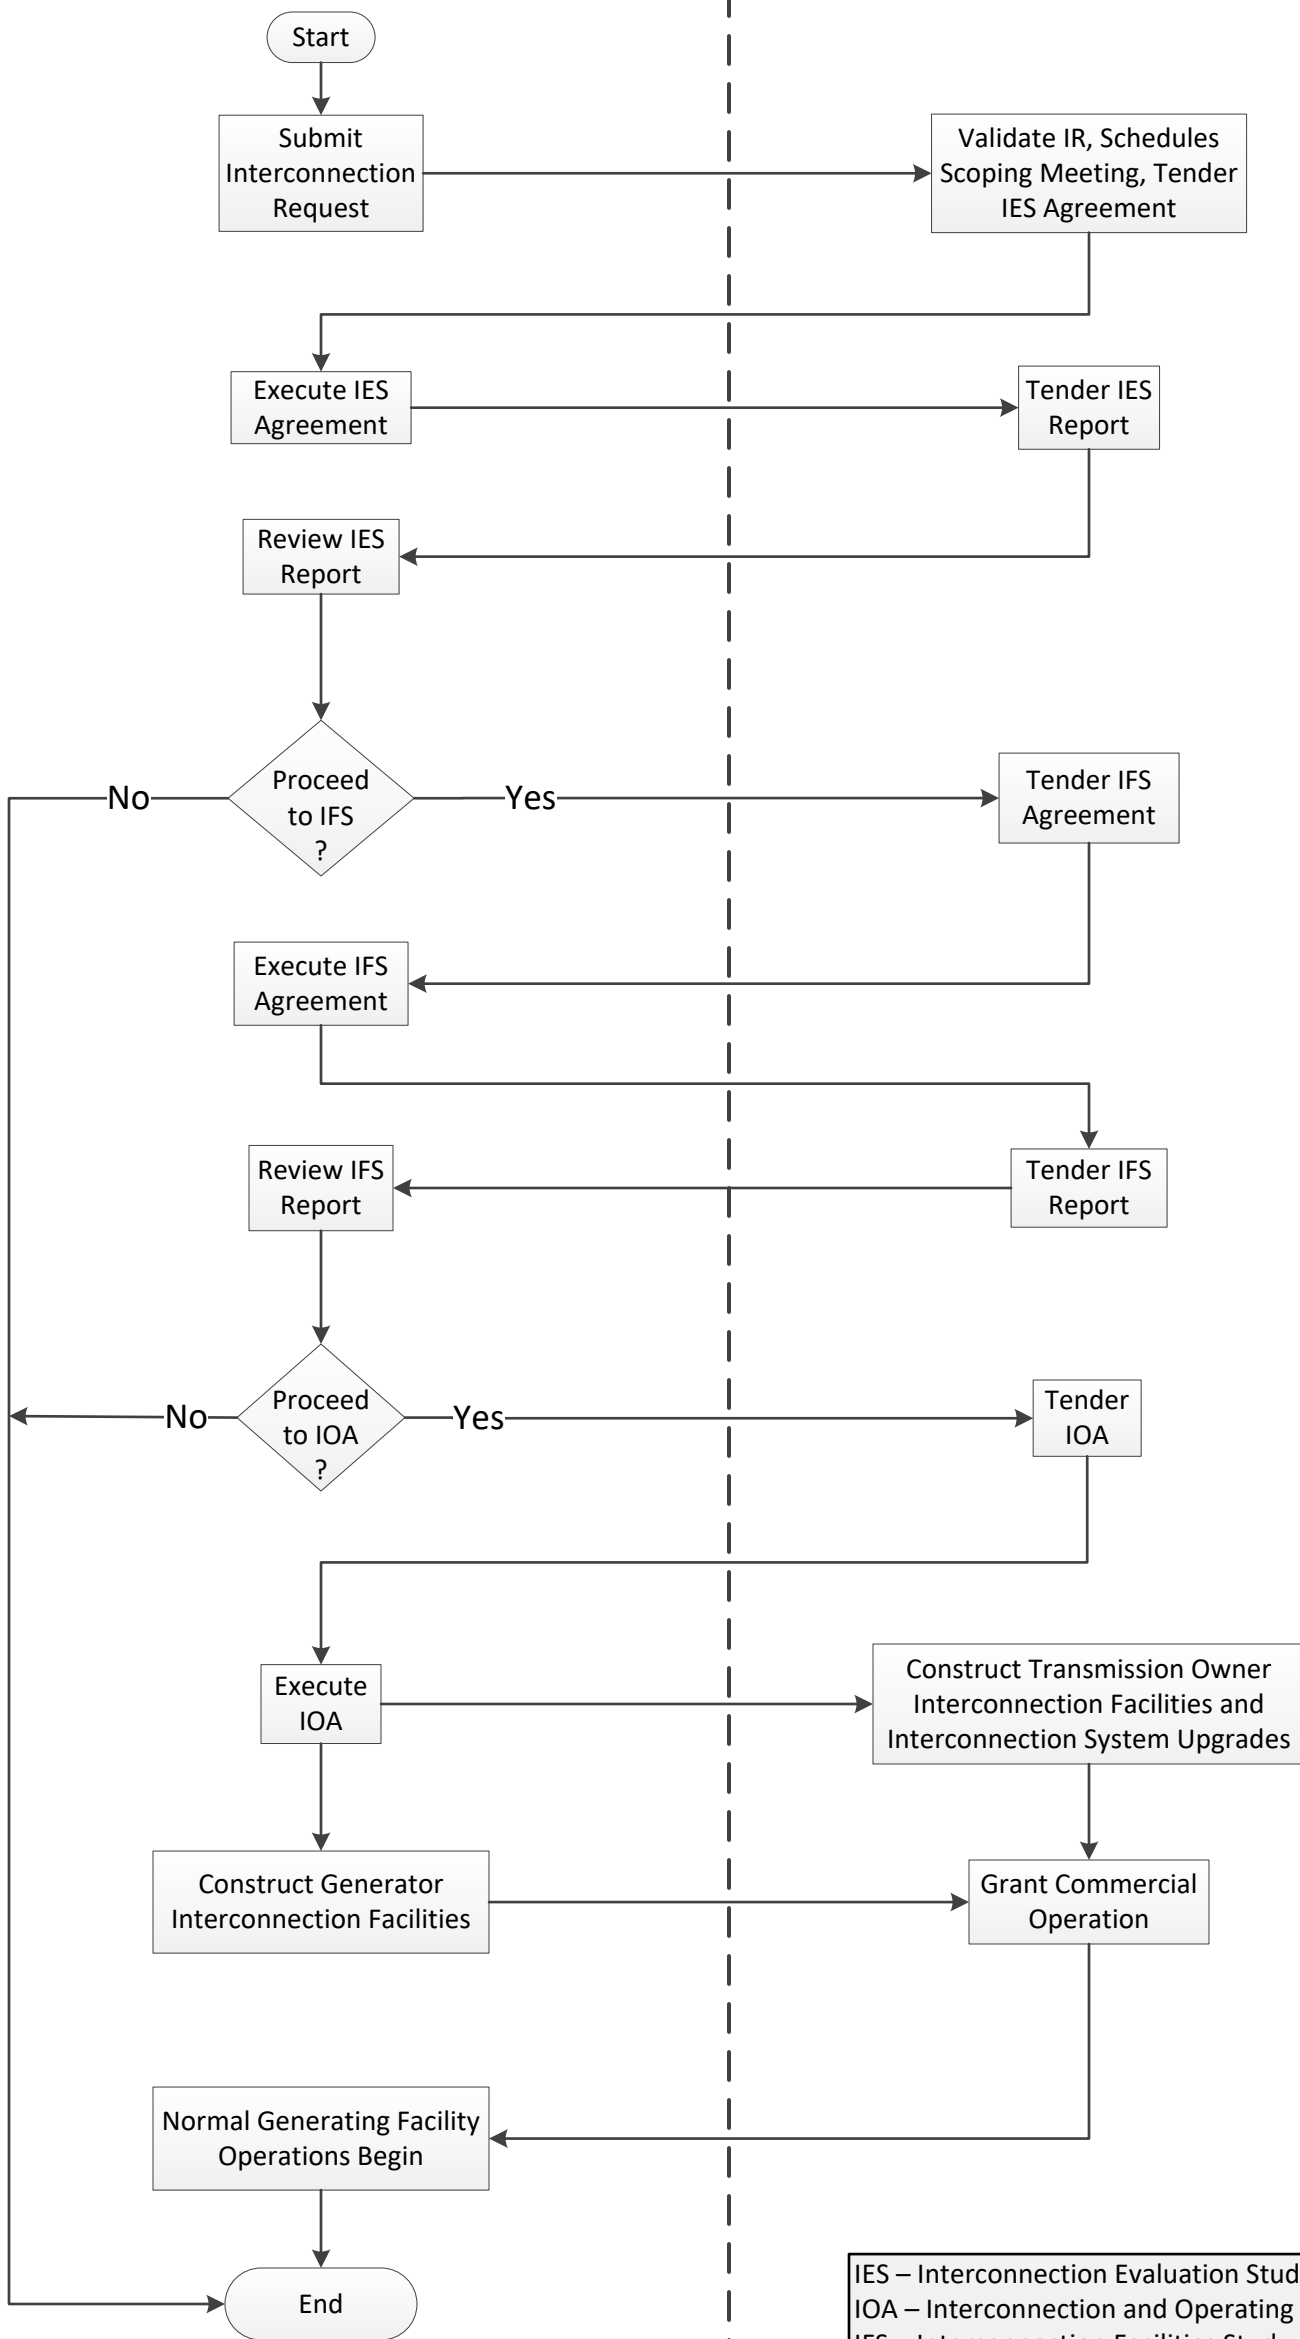 Start
Submit
Interconnection
Request
Validate IR, Schedules
Scoping Meeting, Tender
IES Agreement
Execute IES
Agreement
Tender IES
Report
Review IES
Report
Proceed
to IFS
?
No
Yes
Tender IFS
Agreement
Execute IFS
Agreement
Review IFS
Report
Tender IFS
Report
Proceed
to IOA
?
No
Yes
Tender
IOA
Execute
IOA
Construct Transmission Owner
Interconnection Facilities and
Interconnection System Upgrades
Construct Generator
Interconnection Facilities
Grant Commercial
Operation
Normal Generating Facility
Operations Begin
End
IES – Interconnection Evaluation Stud
IOA – Interconnection and Operating
IFS – Interconnection Facilities Study